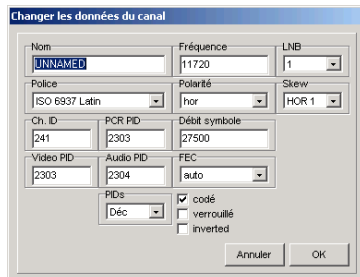 Changer les données du canal
Nom Fréquence LNB
UNNAMED 11720 1
Police Polarité Skew
ISO 6937 Latin hor HOR 1
Ch. ID PCR PID Débit symbole
241 2303 27500
Video PID Audio PID FEC
2303 2304 auto
PIDs
Déc
codé
verrouillé
inverted
Annuler OK